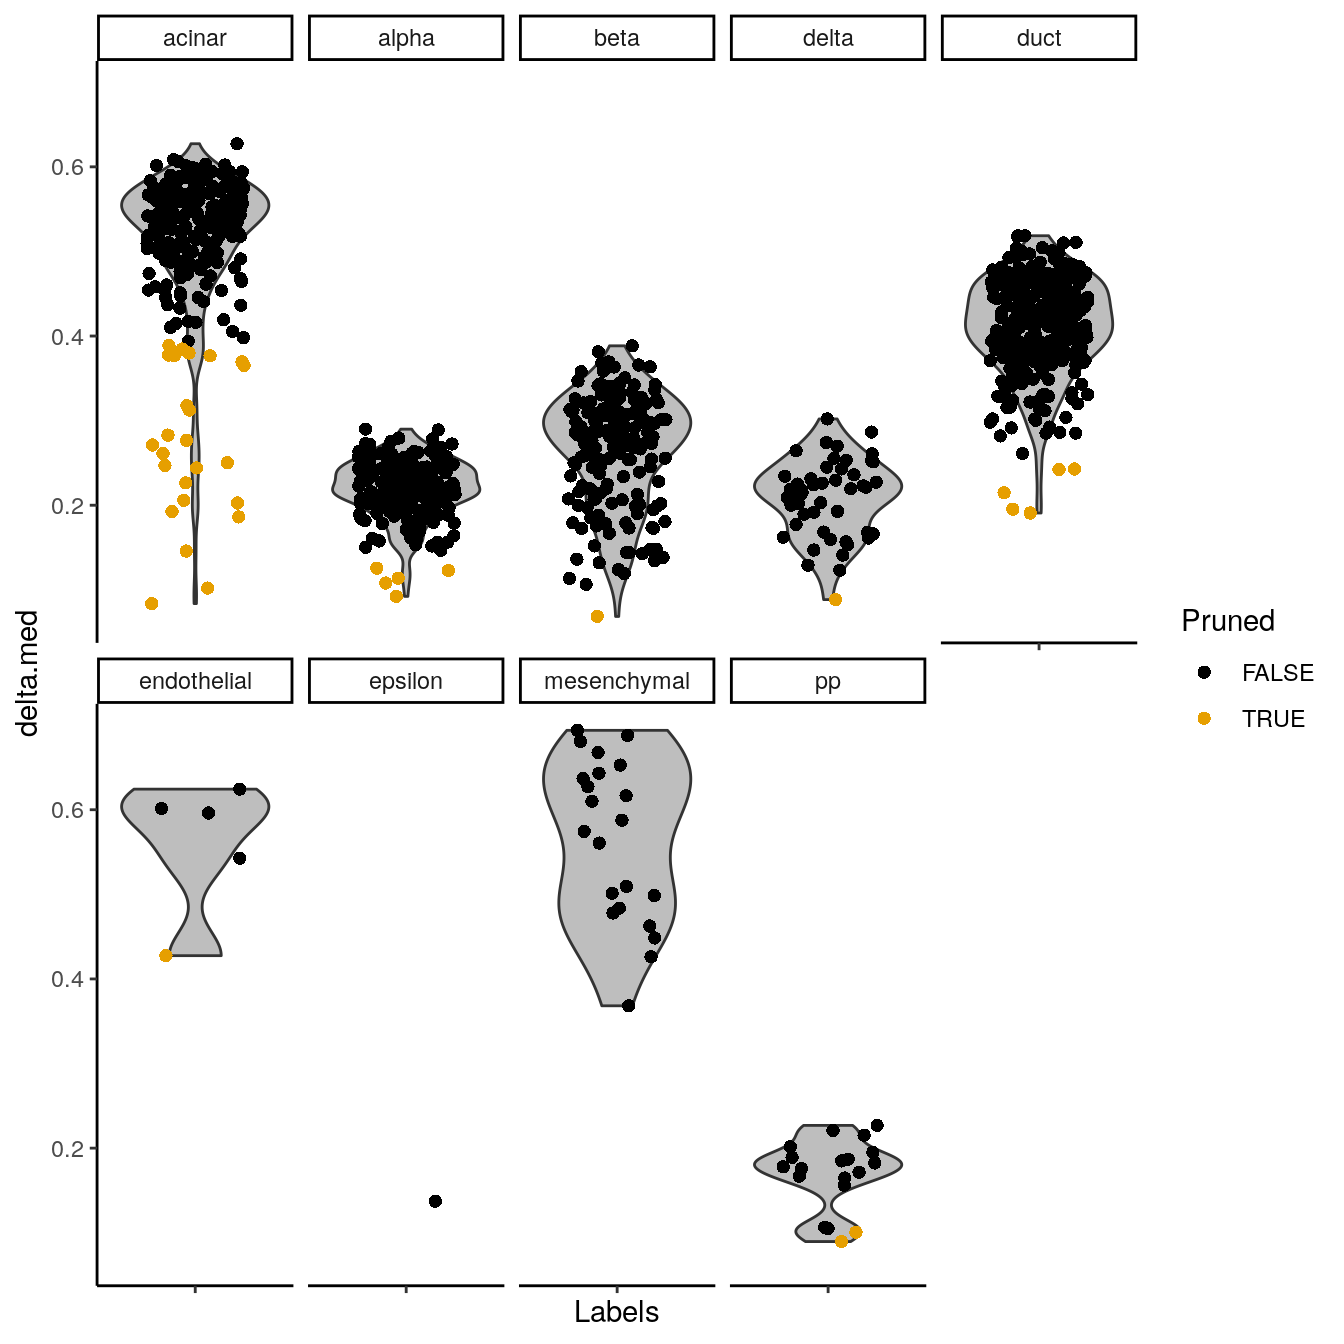 acinar
alpha
beta
delta
duct
0.6
0.4
0.2
delta.med
endothelial
epsilon
mesenchymal
pp
0.6
0.4
0.2
Labels
Pruned
FALSE
TRUE